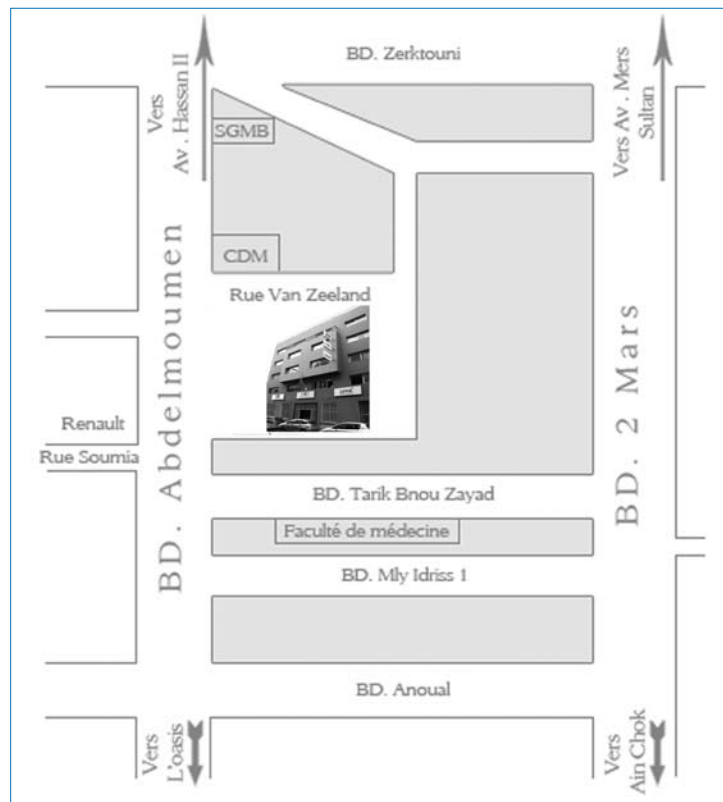 BD. Zerktouni
Vers
Av . Hassan II
Vers Av . Mers
Sultan
SGMB
CDM
Rue Van Zeeland
BD. Abdelmoumen
BD. 2 Mars
Renault
Rue Soumia
BD. Tarik Bnou Zayad
Faculté de médecine
BD. Mly Idriss 1
BD. Anoual
Vers
L'oasis
Vers
Ain Chok